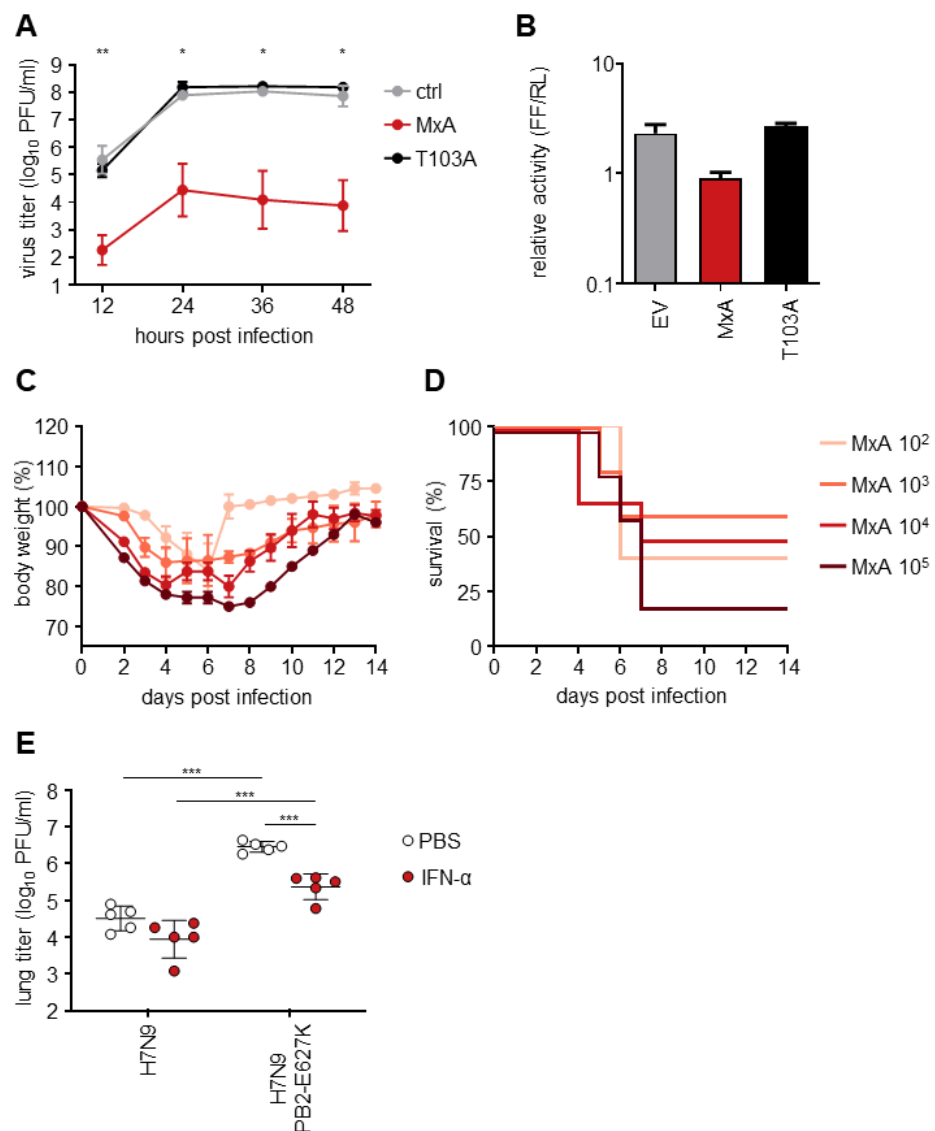 A
** * * *
virus titer (log10 PFU/ml)
9
8
7
6
5
4
3
2
1
12 24 36 48
hours post infection
ctrl
MxA
T103A
B
relative activity (FF/RL)
10
1
0.1
EV MxA T103A
C
body weight (%)
120
110
100
90
80
70
0 2 4 6 8 10 12 14
days post infection
D
survival (%)
100
75
50
25
0
0 2 4 6 8 10 12 14
days post infection
MxA 10²
MxA 10³
MxA 10⁴
MxA 10⁵
E
lung titer (log10 PFU/ml)
8
7
6
5
4
3
2
***
***
***
H7N9
H7N9
PB2-E627K
PBS
IFN-α